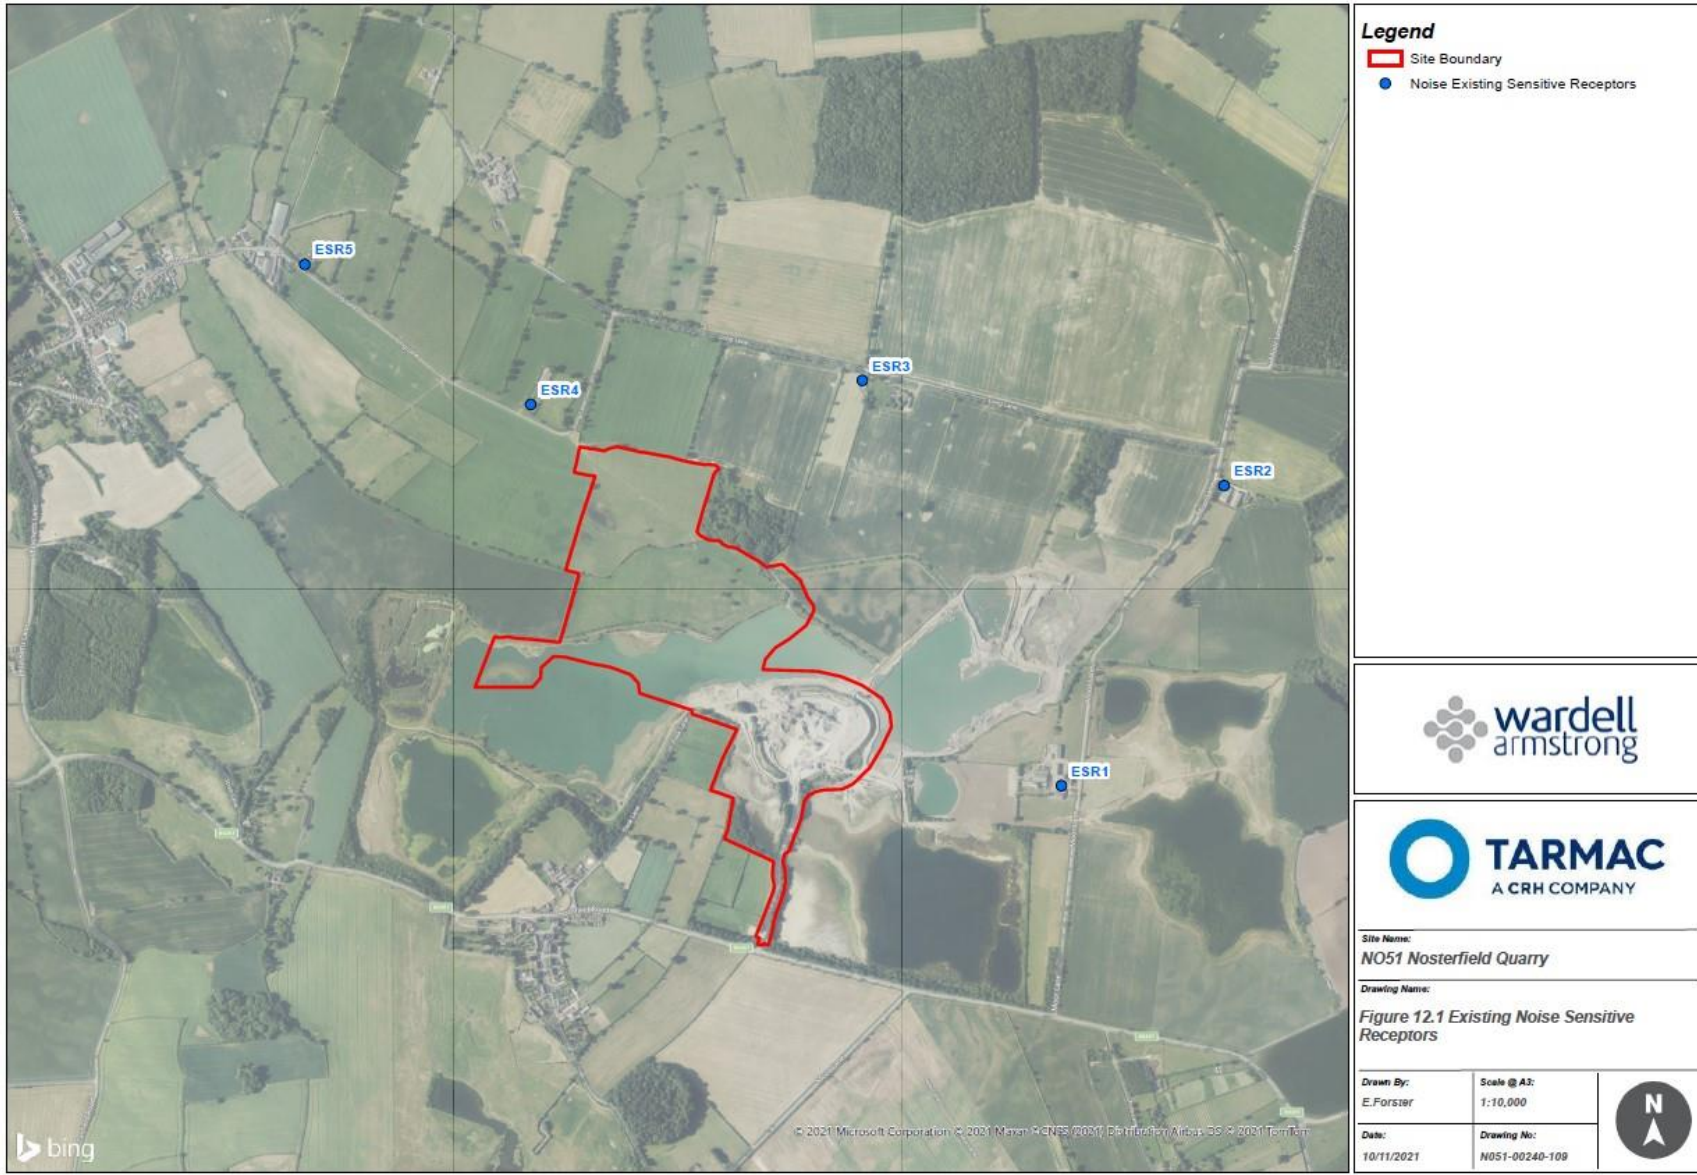 Legend
Site Boundary
Noise Existing Sensitive Receptors
ESR5
ESR3
ESR4
ESR2
ESR1
wardell
armstrong
TARMAC
A CRH COMPANY
Site Name:
NO51 Nosterfield Quarry
Drawing Name:
Figure 12.1 Existing Noise Sensitive
Receptors
Drawn By:
E.Forster
Scale @ A3:
1:10,000
N
Date:
10/11/2021
Drawing No:
N051-00240-109
© 2021 Microsoft Corporation © 2021 Maxar © CNES (2021) Distribution Airbus DS © 2021 TomTom
bing